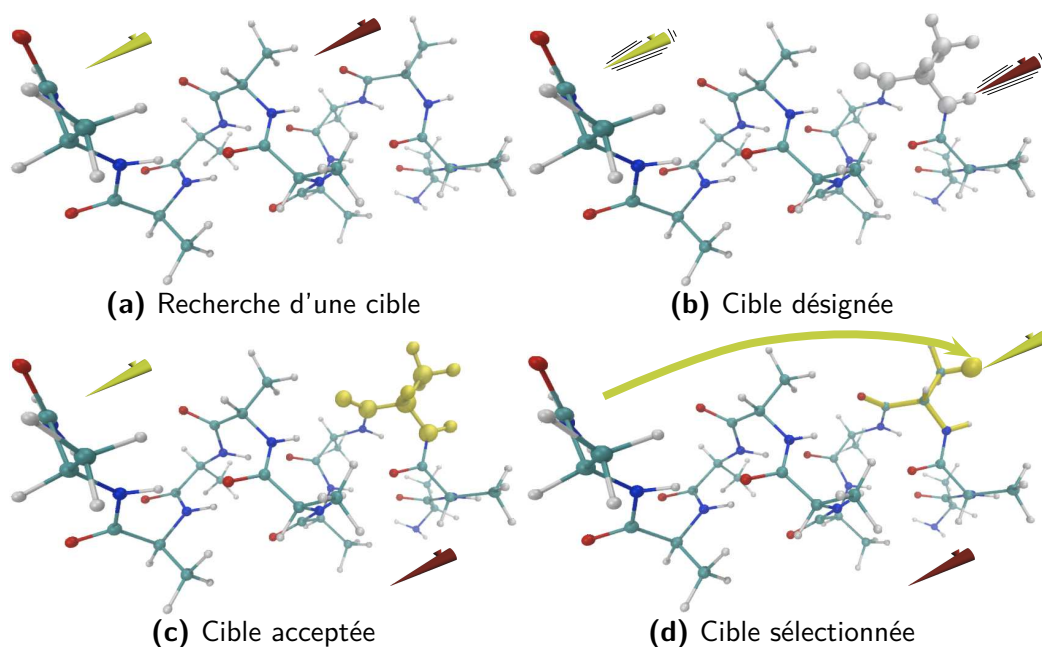 (a) Recherche d'une cible
(b) Cible désignée
(c) Cible acceptée
(d) Cible sélectionnée